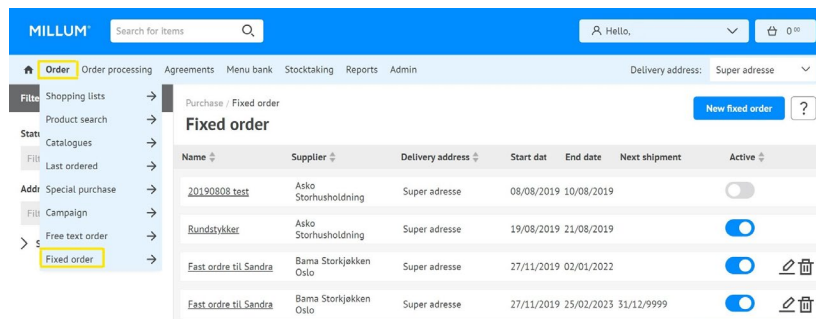 MILLUM
Search for items
Hello,
0 00
Order Order processing Agreements Menu bank Stocktaking Reports Admin Delivery address: Super adresse
Filte
Shopping lists
Product search
Catalogues
Last ordered
Special purchase
Campaign
Free text order
Fixed order
Statu
Filt
Addr
Filt
S
Purchase / Fixed order
Fixed order
New fixed order ?
Name Supplier Delivery address Start dat End date Next shipment Active
20190808 test Asko Storhusholdning Super adresse 08/08/2019 10/08/2019
Rundstykker Asko Storhusholdning Super adresse 19/08/2019 21/08/2019
Fast ordre til Sandra Bama Storkjøkken Oslo Super adresse 27/11/2019 02/01/2022
Fast ordre til Sandra Bama Storkjøkken Oslo Super adresse 27/11/2019 25/02/2023 31/12/9999